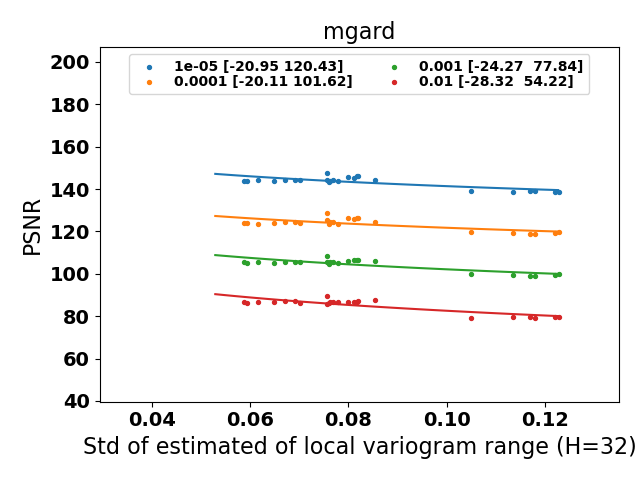 mgard
1e-05 [-20.95 120.43]
0.0001 [-20.11 101.62]
0.001 [-24.27  77.84]
0.01 [-28.32  54.22]
PSNR
200
180
160
140
120
100
80
60
40
0.04 0.06 0.08 0.10 0.12
Std of estimated of local variogram range (H=32)